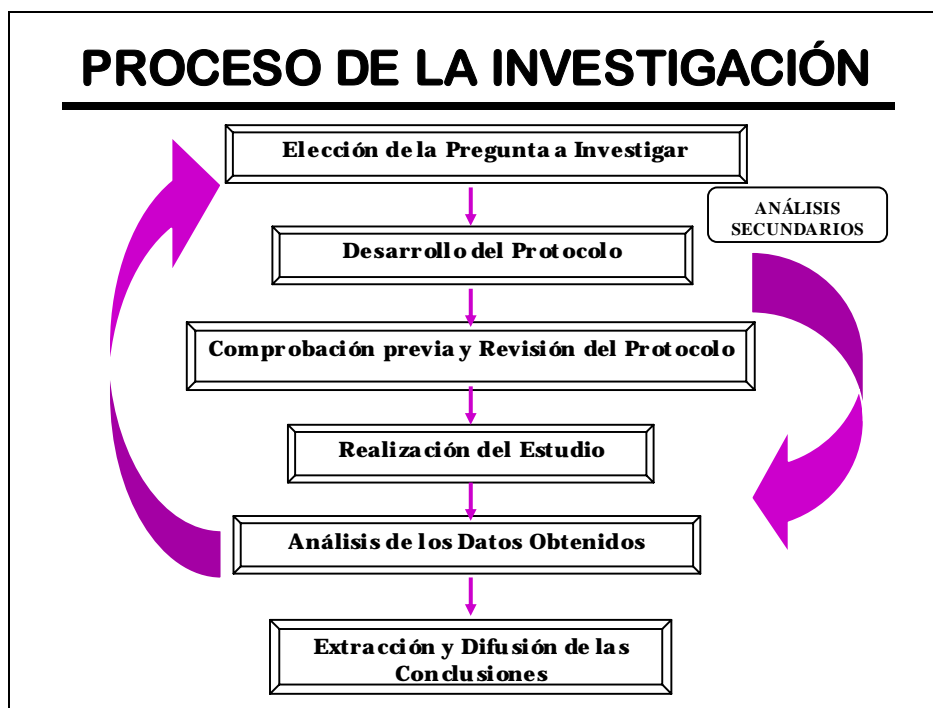 PROCESO DE LA INVESTIGACIÓN
Elección de la Pregunta a Investigar
ANÁLISIS
SECUNDARIOS
Desarrollo del Protocolo
Comprobación previa y Revisión del Protocolo
Realización del Estudio
Análisis de los Datos Obtenidos
Extracción y Difusión de las
Conclusiones